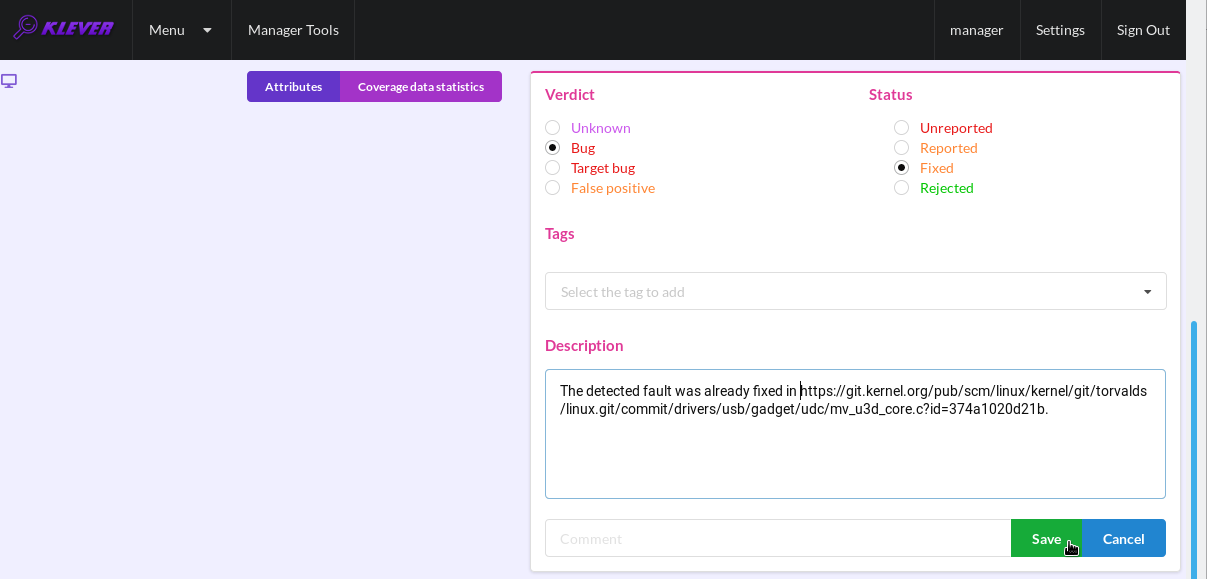 KLEVER Menu Manager Tools manager Settings Sign Out
Attributes Coverage data statistics
Verdict Status
Unknown Unreported
Bug Reported
Target bug Fixed
False positive Rejected
Tags
Select the tag to add
Description
The detected fault was already fixed in https://git.kernel.org/pub/scm/linux/kernel/git/torvalds
/linux.git/commit/drivers/usb/gadget/udc/mv_u3d_core.c?id=374a1020d21b.
Comment Save Cancel